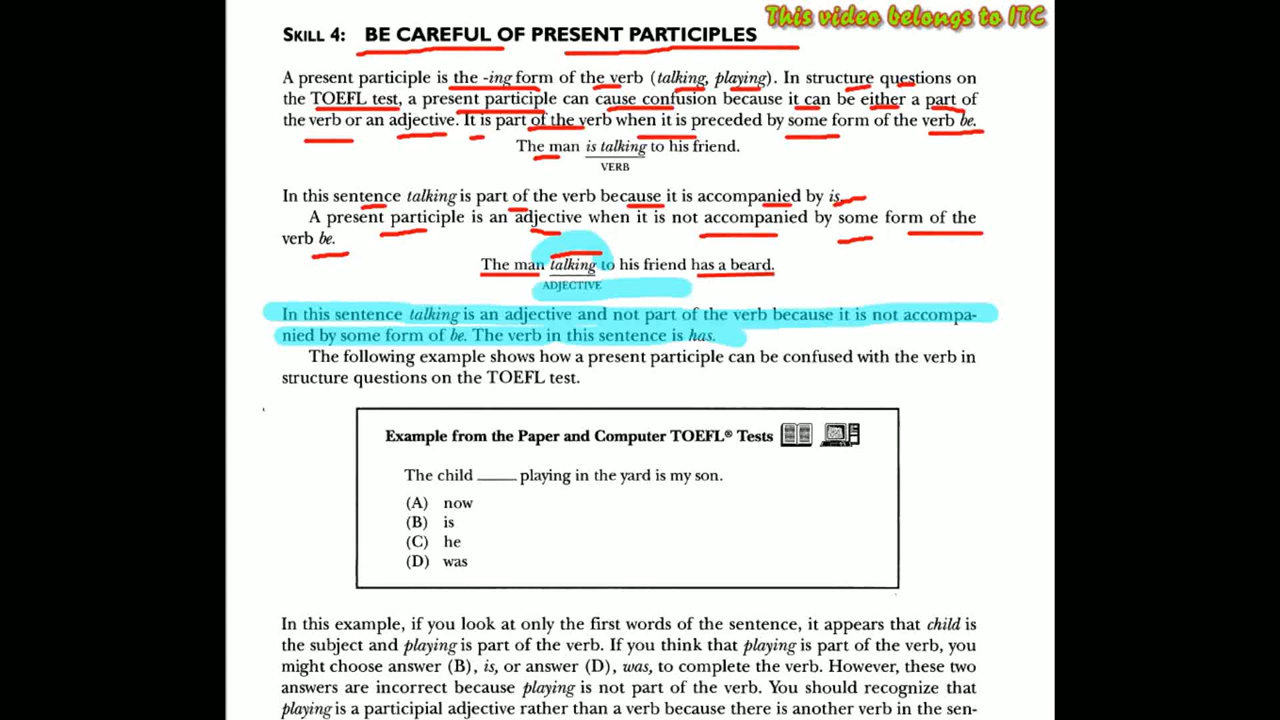 This video belongs to ITC
SKILL 4: BE CAREFUL OF PRESENT PARTICIPLES
A present participle is the -ing form of the verb (talking, playing). In structure questions on
the TOEFL test, a present participle can cause confusion because it can be either a part of
the verb or an adjective. It is part of the verb when it is preceded by some form of the verb be.
The man is talking to his friend.
VERB
In this sentence talking is part of the verb because it is accompanied by is.
A present participle is an adjective when it is not accompanied by some form of the
verb be.
The man talking to his friend has a beard.
ADJECTIVE
In this sentence talking is an adjective and not part of the verb because it is not accompa-
nied by some form of be. The verb in this sentence is has.
The following example shows how a present participle can be confused with the verb in
structure questions on the TOEFL test.
Example from the Paper and Computer TOEFL® Tests
The child ____ playing in the yard is my son.
(A) now
(B) is
(C) he
(D) was
In this example, if you look at only the first words of the sentence, it appears that child is
the subject and playing is part of the verb. If you think that playing is part of the verb, you
might choose answer (B), is, or answer (D), was, to complete the verb. However, these two
answers are incorrect because playing is not part of the verb. You should recognize that
playing is a participial adjective rather than a verb because there is another verb in the sen-